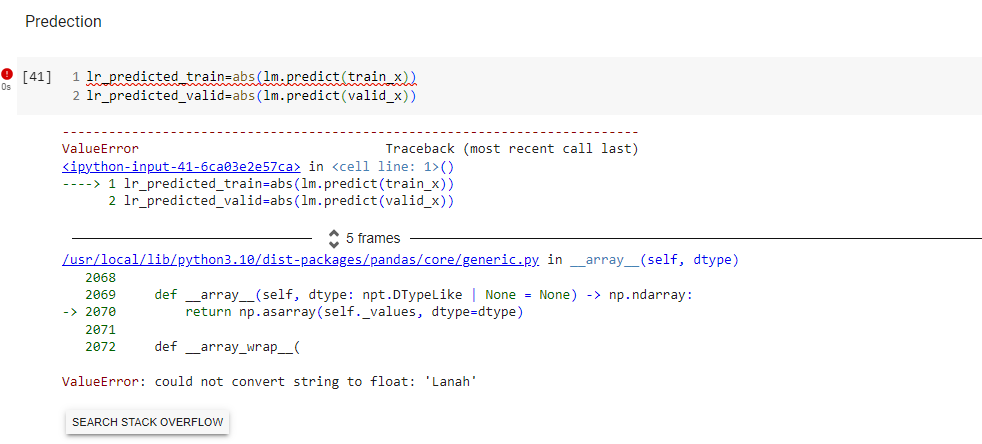 Predection
[41] 1 lr_predicted_train=abs(lm.predict(train_x))
0s 2 lr_predicted_valid=abs(lm.predict(valid_x))
---------------------------------------------------------------------------
ValueError Traceback (most recent call last)
<ipython-input-41-6ca03e2e57ca> in <cell line: 1>()
----> 1 lr_predicted_train=abs(lm.predict(train_x))
2 lr_predicted_valid=abs(lm.predict(valid_x))
5 frames
/usr/local/lib/python3.10/dist-packages/pandas/core/generic.py in __array__(self, dtype)
2068
2069 def __array__(self, dtype: npt.DTypeLike | None = None) -> np.ndarray:
-> 2070 return np.asarray(self._values, dtype=dtype)
2071
2072 def __array_wrap__(
ValueError: could not convert string to float: 'Lanah'
SEARCH STACK OVERFLOW